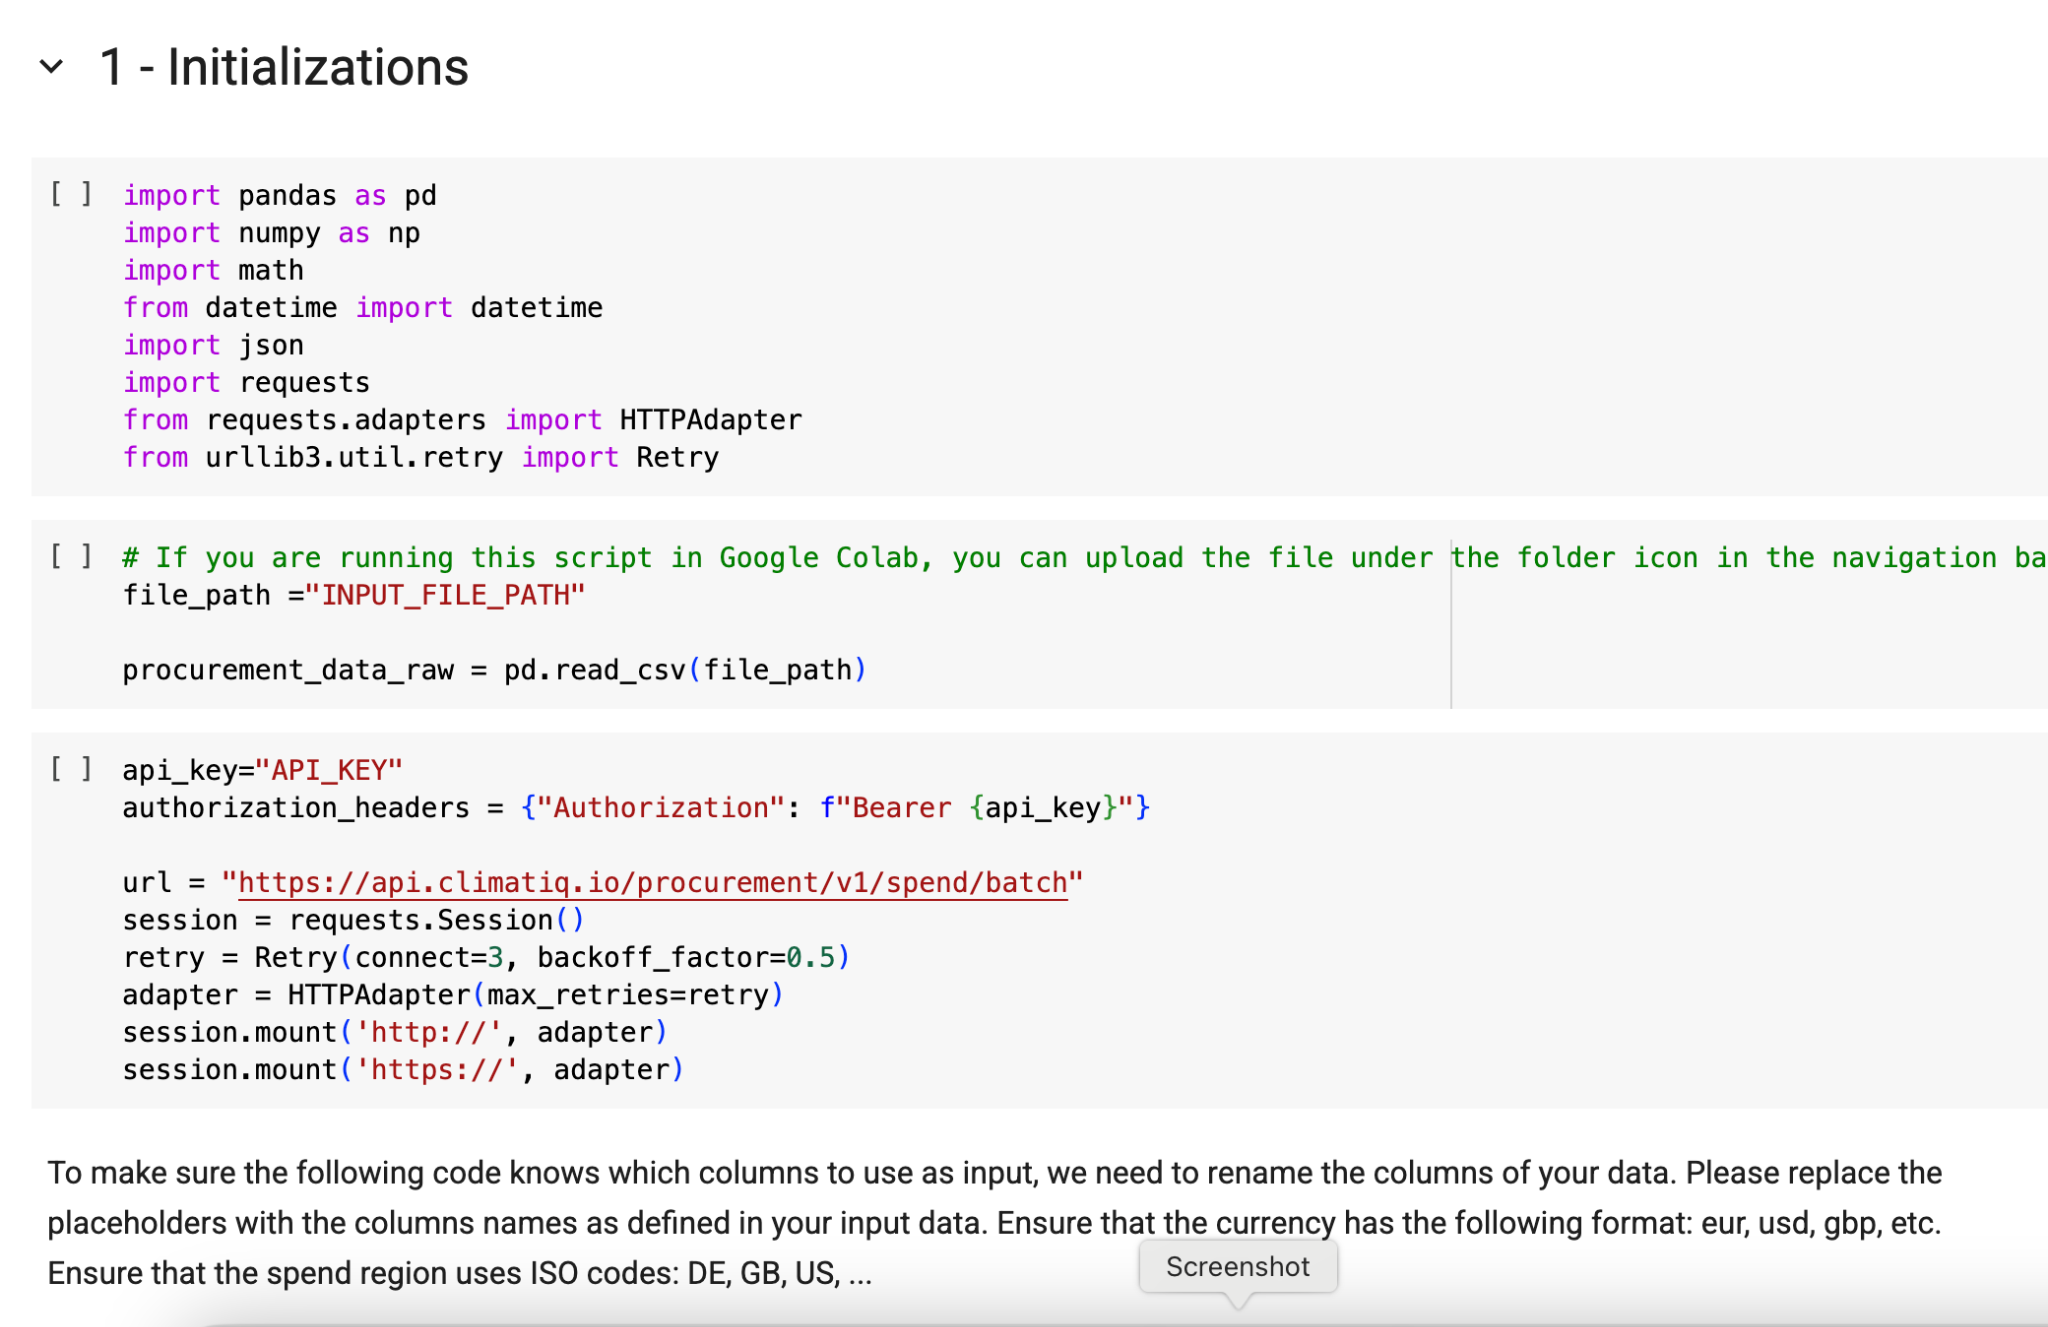 1 - Initializations
[ ] import pandas as pd
import numpy as np
import math
from datetime import datetime
import json
import requests
from requests.adapters import HTTPAdapter
from urllib3.util.retry import Retry
[ ] # If you are running this script in Google Colab, you can upload the file under the folder icon in the navigation ba
file_path ="INPUT_FILE_PATH"
procurement_data_raw = pd.read_csv(file_path)
[ ] api_key="API_KEY"
authorization_headers = {"Authorization": f"Bearer {api_key}"}
url = "https://api.climatiq.io/procurement/v1/spend/batch"
session = requests.Session()
retry = Retry(connect=3, backoff_factor=0.5)
adapter = HTTPAdapter(max_retries=retry)
session.mount('http://', adapter)
session.mount('https://', adapter)
To make sure the following code knows which columns to use as input, we need to rename the columns of your data. Please replace the
placeholders with the columns names as defined in your input data. Ensure that the currency has the following format: eur, usd, gbp, etc.
Ensure that the spend region uses ISO codes: DE, GB, US, ...
Screenshot